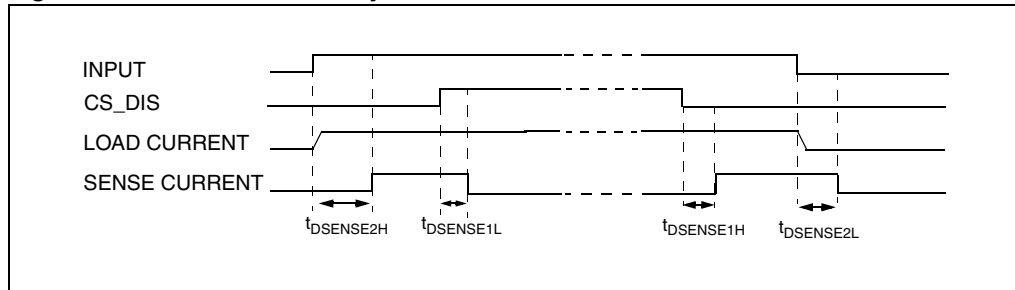 INPUT
CS_DIS
LOAD CURRENT
SENSE CURRENT
tDSENSE2H tDSENSE1L tDSENSE1H tDSENSE2L